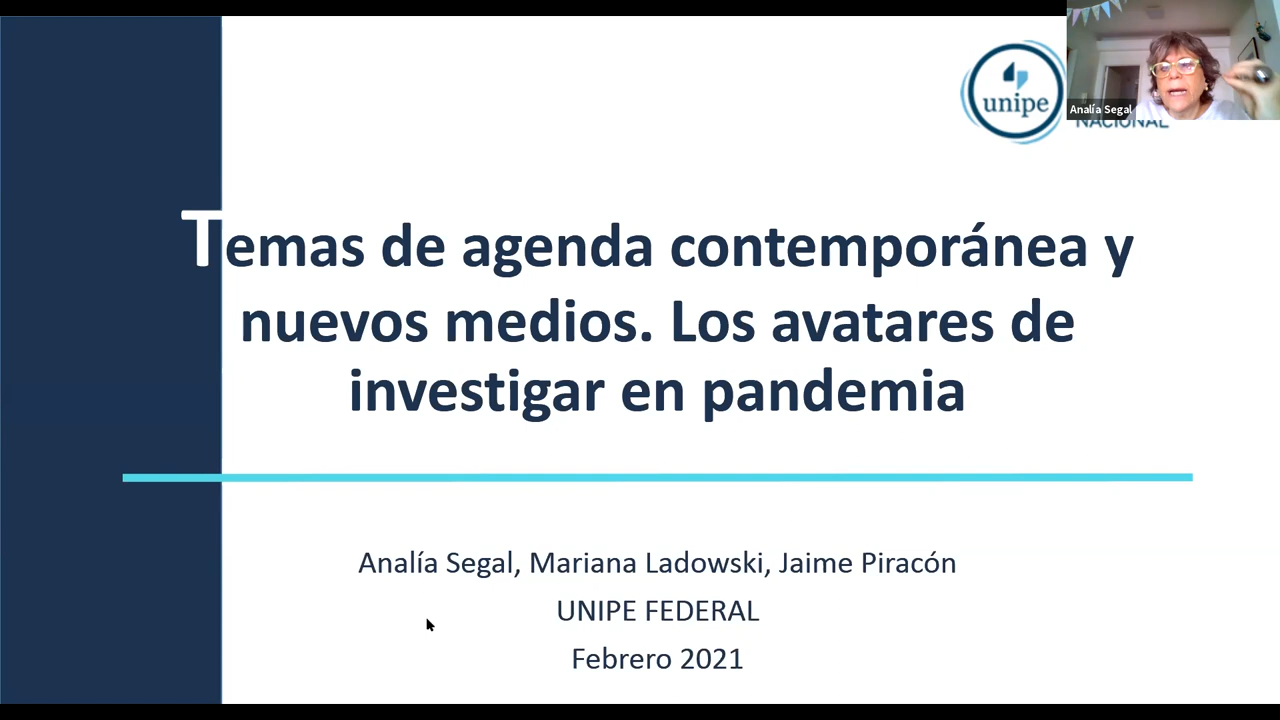 unipe
NACIONAL
Analía Segal
Temas de agenda contemporánea y
nuevos medios. Los avatares de
investigar en pandemia
Analía Segal, Mariana Ladowski, Jaime Piracón
UNIPE FEDERAL
Febrero 2021